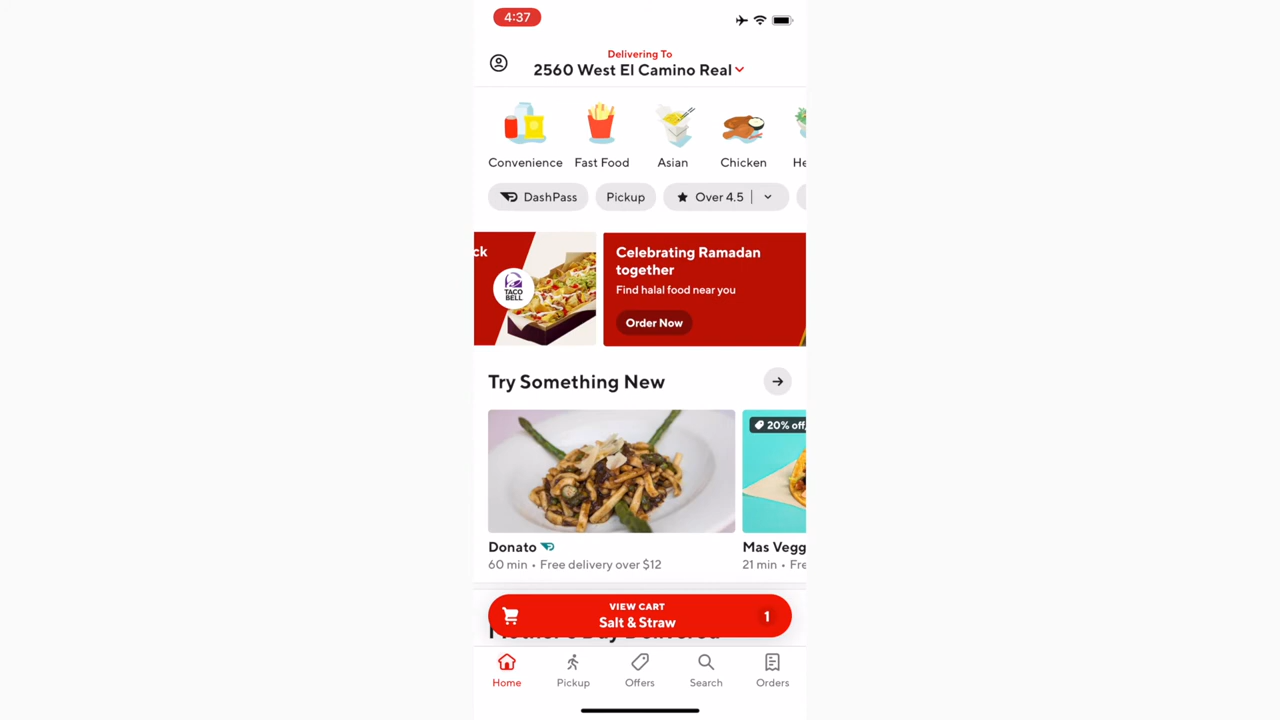 4:37
Delivering To
2560 West El Camino Real
Convenience
Fast Food
Asian
Chicken
He
DashPass
Pickup
Over 4.5
ck
TACO
BELL
Celebrating Ramadan
together
Find halal food near you
Order Now
Try Something New
20% off,
Donato
60 min • Free delivery over $12
Mas Vegg
21 min • Fre
VIEW CART
Salt & Straw
1
Home
Pickup
Offers
Search
Orders